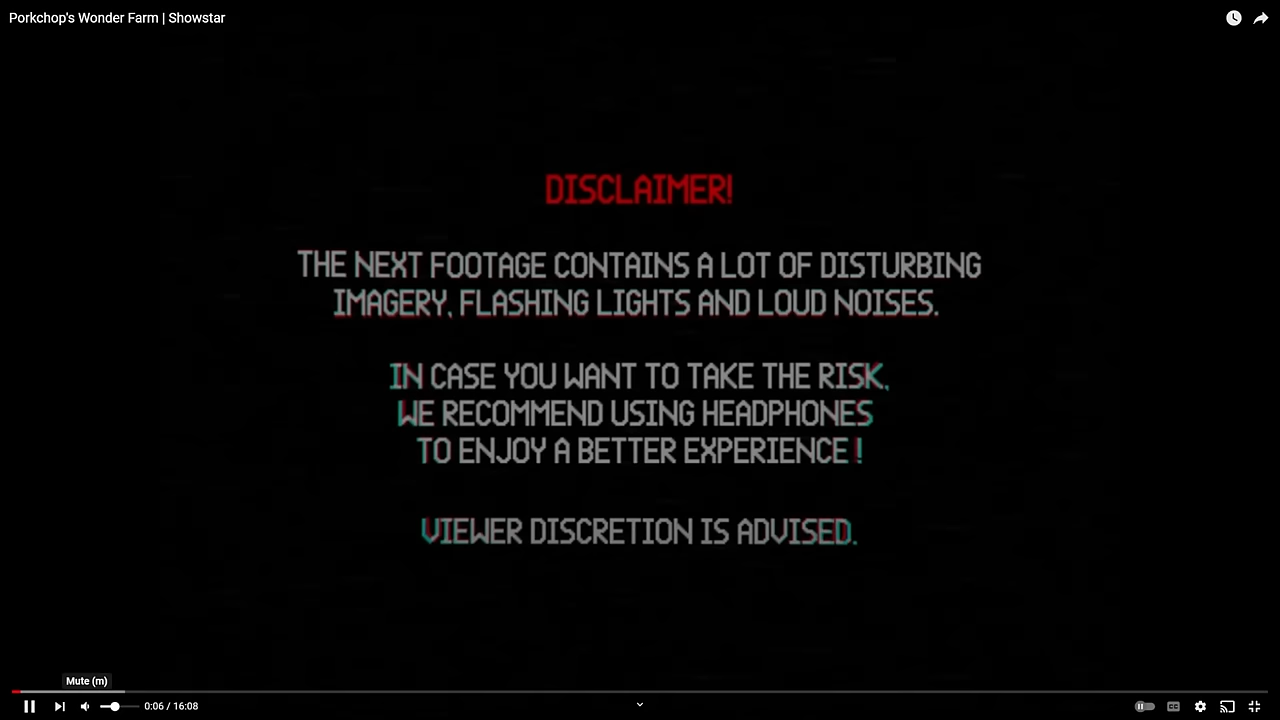 Porkchop's Wonder Farm | Showstar
DISCLAIMER!
THE NEXT FOOTAGE CONTAINS A LOT OF DISTURBING
IMAGERY, FLASHING LIGHTS AND LOUD NOISES.
IN CASE YOU WANT TO TAKE THE RISK,
WE RECOMMEND USING HEADPHONES
TO ENJOY A BETTER EXPERIENCE !
VIEWER DISCRETION IS ADVISED.
Mute (m)
0:06 / 16:08
CC